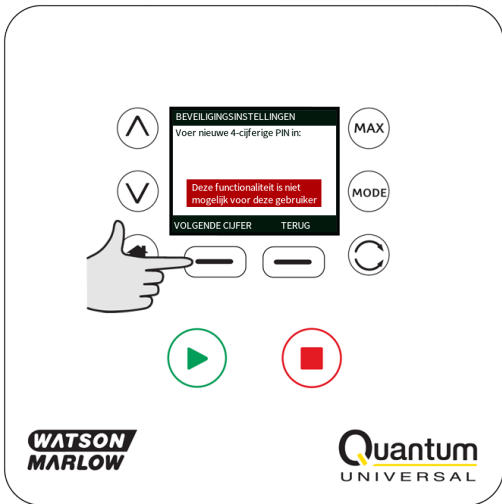 BEVEILIGINGSINSTELLINGEN
Voer nieuwe 4-cijferige PIN in:
Deze functionaliteit is niet
mogelijk voor deze gebruiker
VOLGENDE CIJFER TERUG
MAX
MODE
WATSON
MARLOW
Quantum
UNIVERSAL